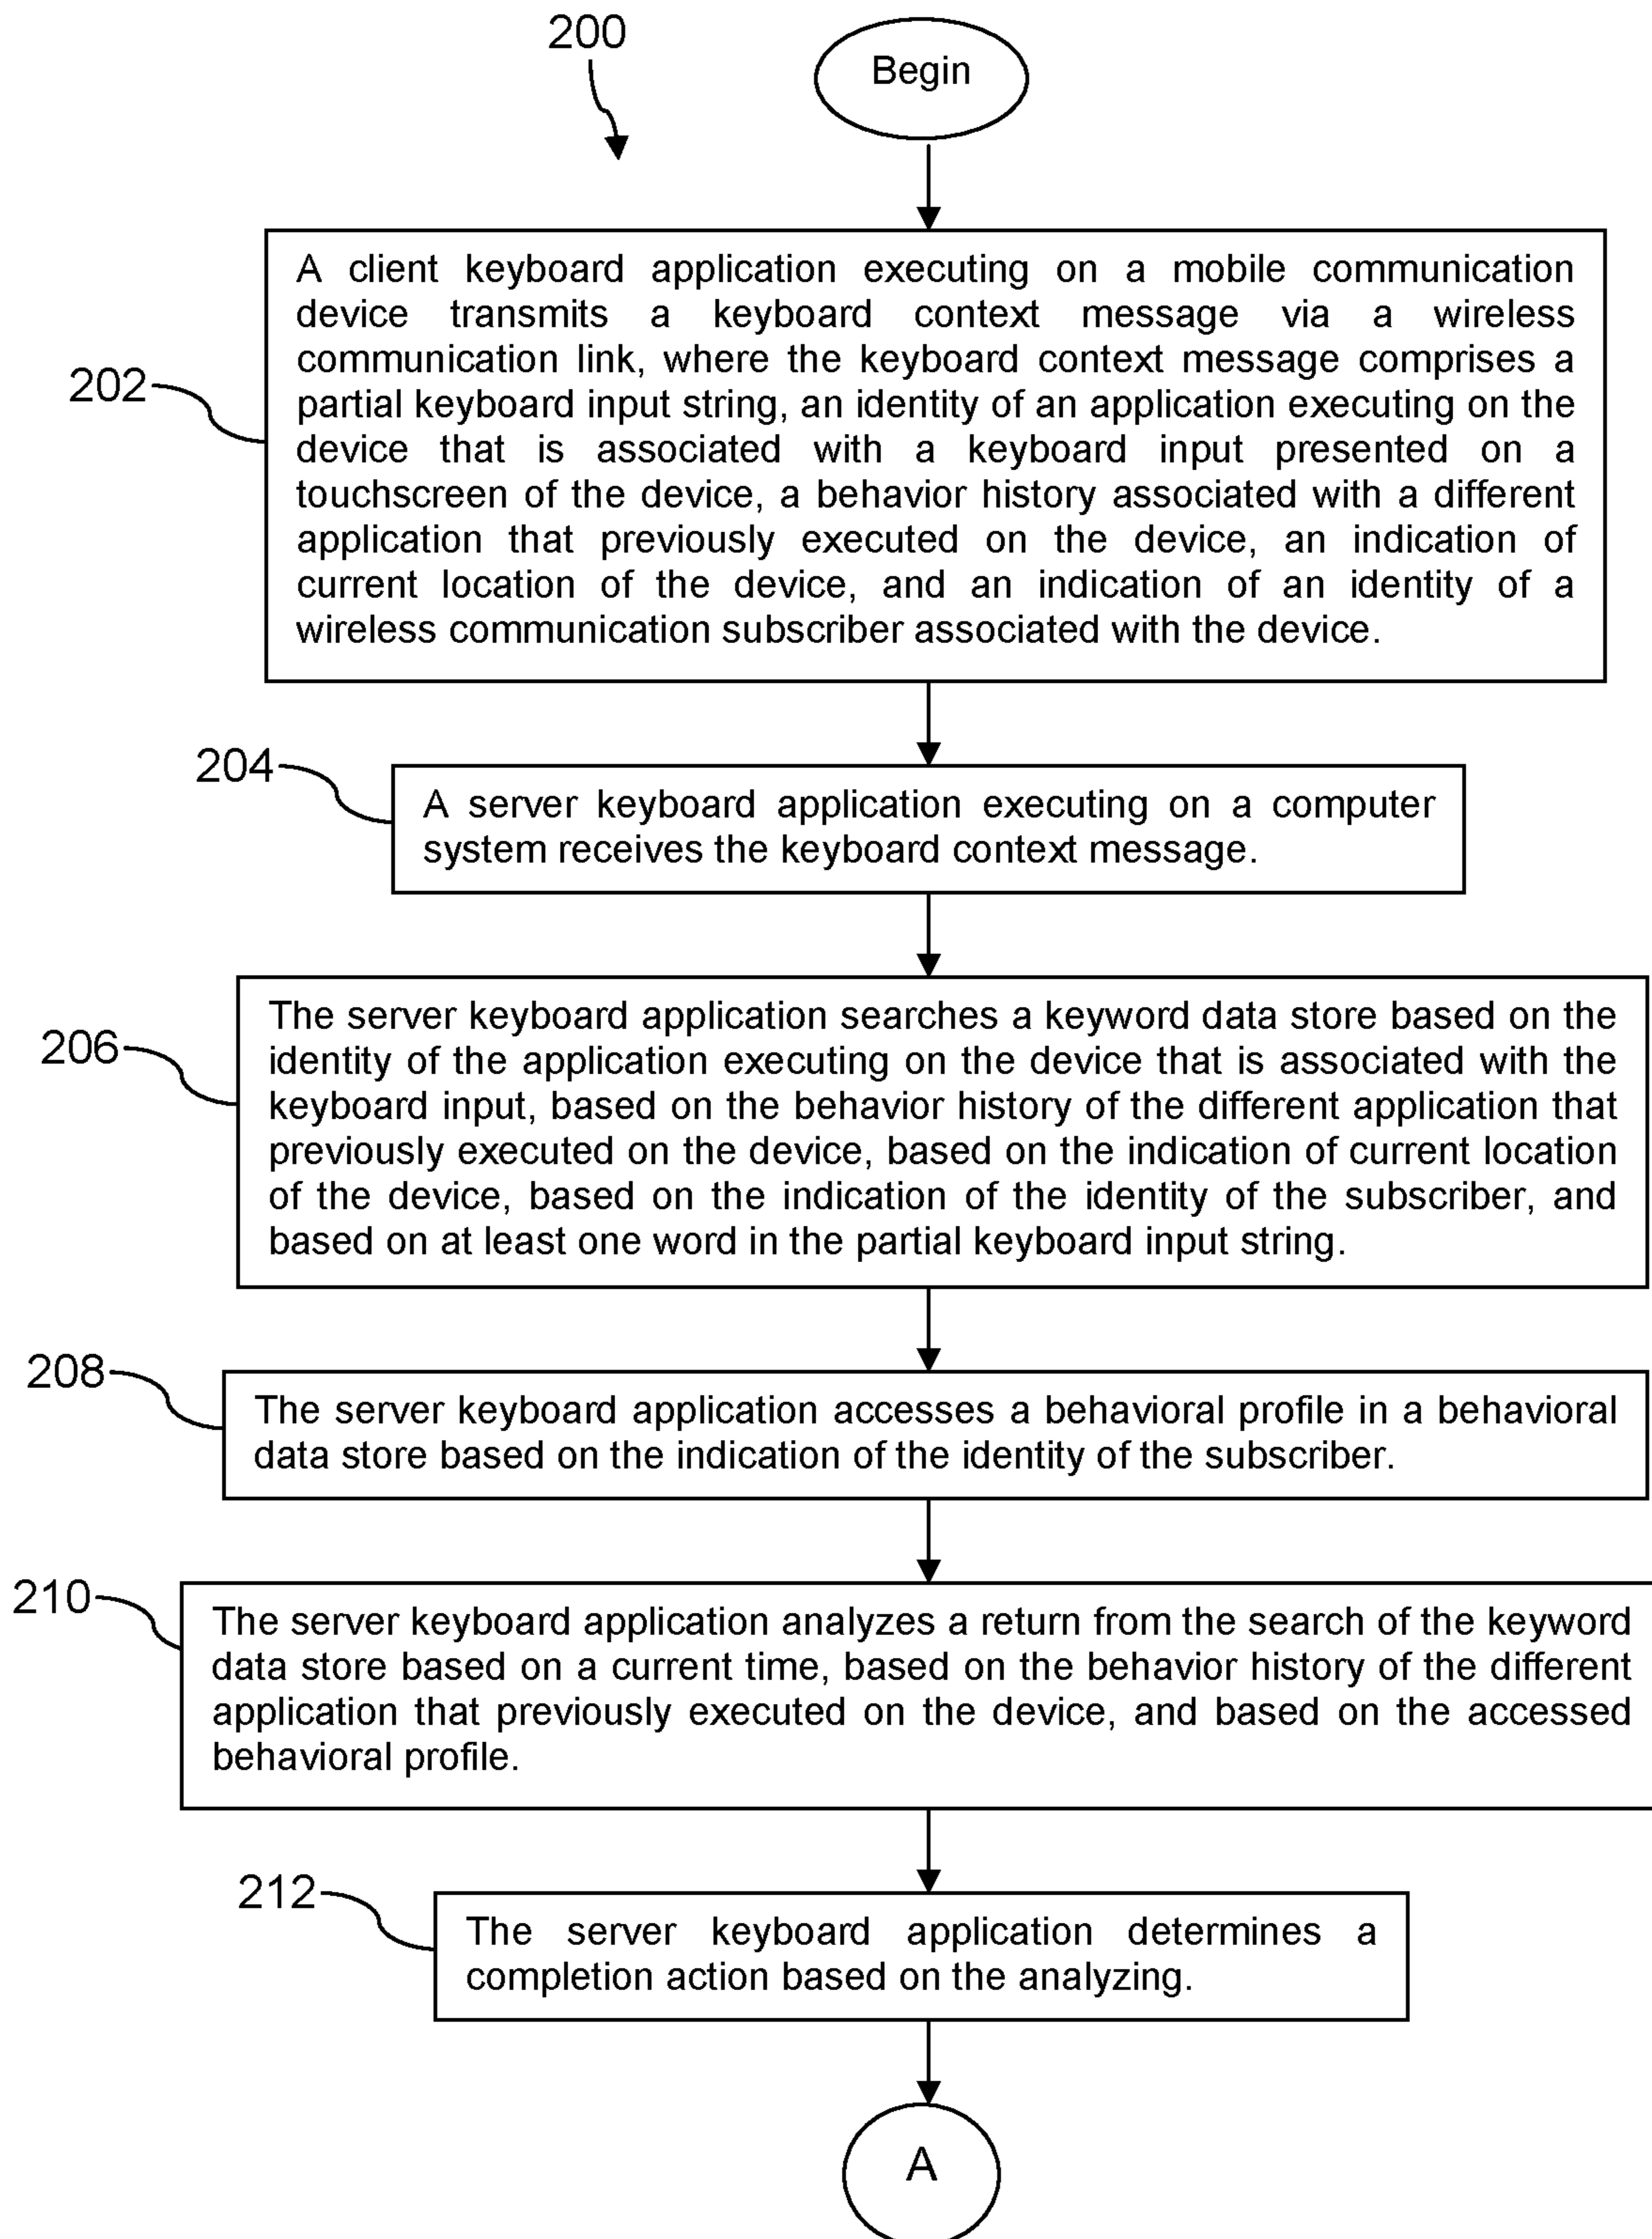 200
Begin
202
A client keyboard application executing on a mobile communication
device transmits a keyboard context message via a wireless
communication link, where the keyboard context message comprises a
partial keyboard input string, an identity of an application executing on the
device that is associated with a keyboard input presented on a
touchscreen of the device, a behavior history associated with a different
application that previously executed on the device, an indication of
current location of the device, and an indication of an identity of a
wireless communication subscriber associated with the device.
204
A server keyboard application executing on a computer
system receives the keyboard context message.
206
The server keyboard application searches a keyword data store based on the
identity of the application executing on the device that is associated with the
keyboard input, based on the behavior history of the different application that
previously executed on the device, based on the indication of current location
of the device, based on the indication of the identity of the subscriber, and
based on at least one word in the partial keyboard input string.
208
The server keyboard application accesses a behavioral profile in a behavioral
data store based on the indication of the identity of the subscriber.
210
The server keyboard application analyzes a return from the search of the keyword
data store based on a current time, based on the behavior history of the different
application that previously executed on the device, and based on the accessed
behavioral profile.
212
The server keyboard application determines a
completion action based on the analyzing.
A